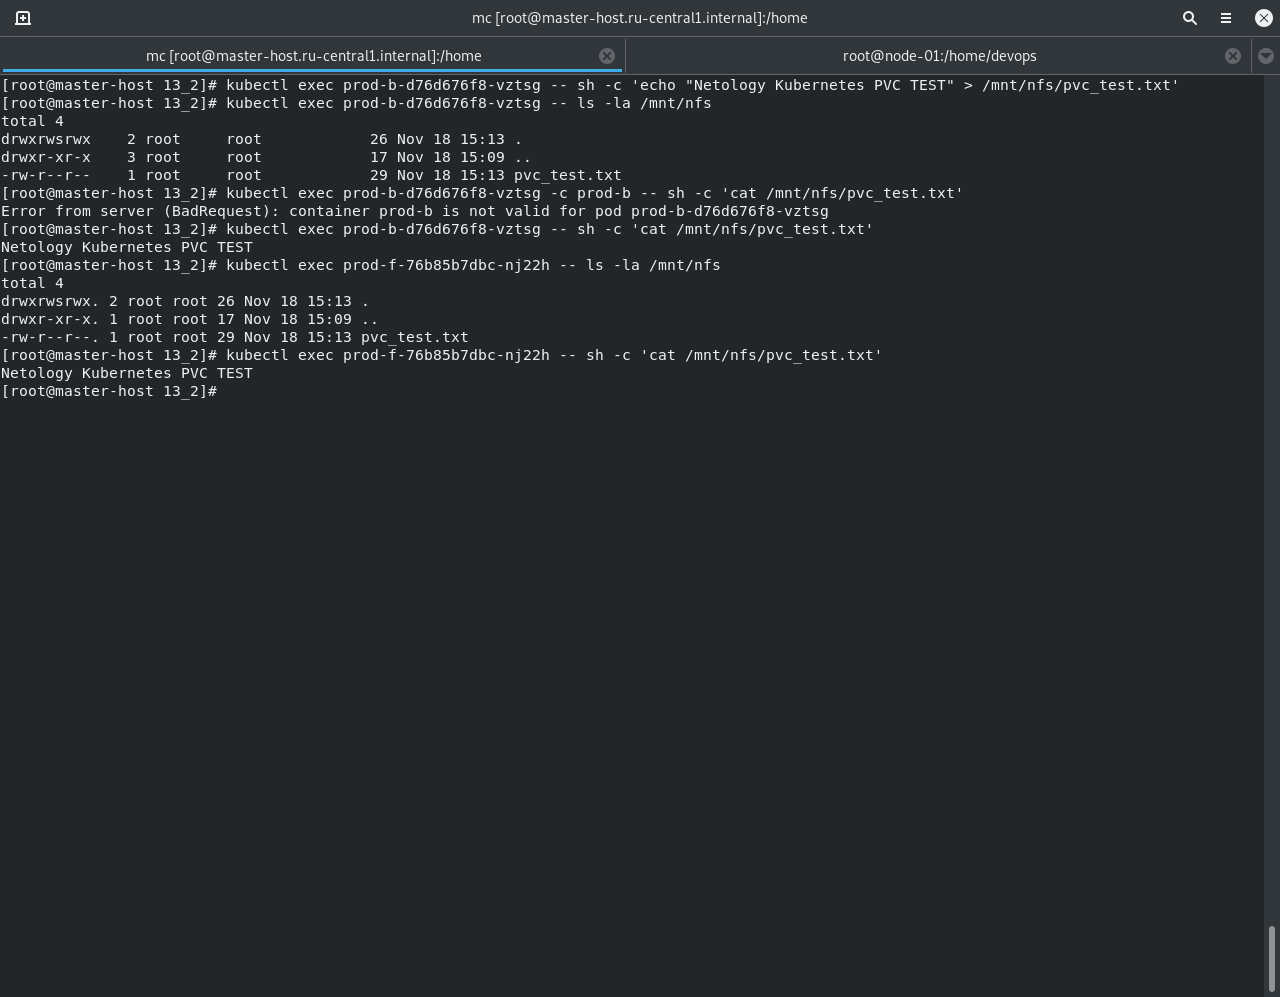 mc [root@master-host.ru-central1.internal]:/home
mc [root@master-host.ru-central1.internal]:/home
root@node-01:/home/devops
[root@master-host 13_2]# kubectl exec prod-b-d76d676f8-vztsg -- sh -c 'echo "Netology Kubernetes PVC TEST" > /mnt/nfs/pvc_test.txt'
[root@master-host 13_2]# kubectl exec prod-b-d76d676f8-vztsg -- ls -la /mnt/nfs
total 4
drwxrwsrwx    2 root     root            26 Nov 18 15:13 .
drwxr-xr-x    3 root     root            17 Nov 18 15:09 ..
-rw-r--r--    1 root     root            29 Nov 18 15:13 pvc_test.txt
[root@master-host 13_2]# kubectl exec prod-b-d76d676f8-vztsg -c prod-b -- sh -c 'cat /mnt/nfs/pvc_test.txt'
Error from server (BadRequest): container prod-b is not valid for pod prod-b-d76d676f8-vztsg
[root@master-host 13_2]# kubectl exec prod-b-d76d676f8-vztsg -- sh -c 'cat /mnt/nfs/pvc_test.txt'
Netology Kubernetes PVC TEST
[root@master-host 13_2]# kubectl exec prod-f-76b85b7dbc-nj22h -- ls -la /mnt/nfs
total 4
drwxrwsrwx. 2 root root 26 Nov 18 15:13 .
drwxr-xr-x. 1 root root 17 Nov 18 15:09 ..
-rw-r--r--. 1 root root 29 Nov 18 15:13 pvc_test.txt
[root@master-host 13_2]# kubectl exec prod-f-76b85b7dbc-nj22h -- sh -c 'cat /mnt/nfs/pvc_test.txt'
Netology Kubernetes PVC TEST
[root@master-host 13_2]#